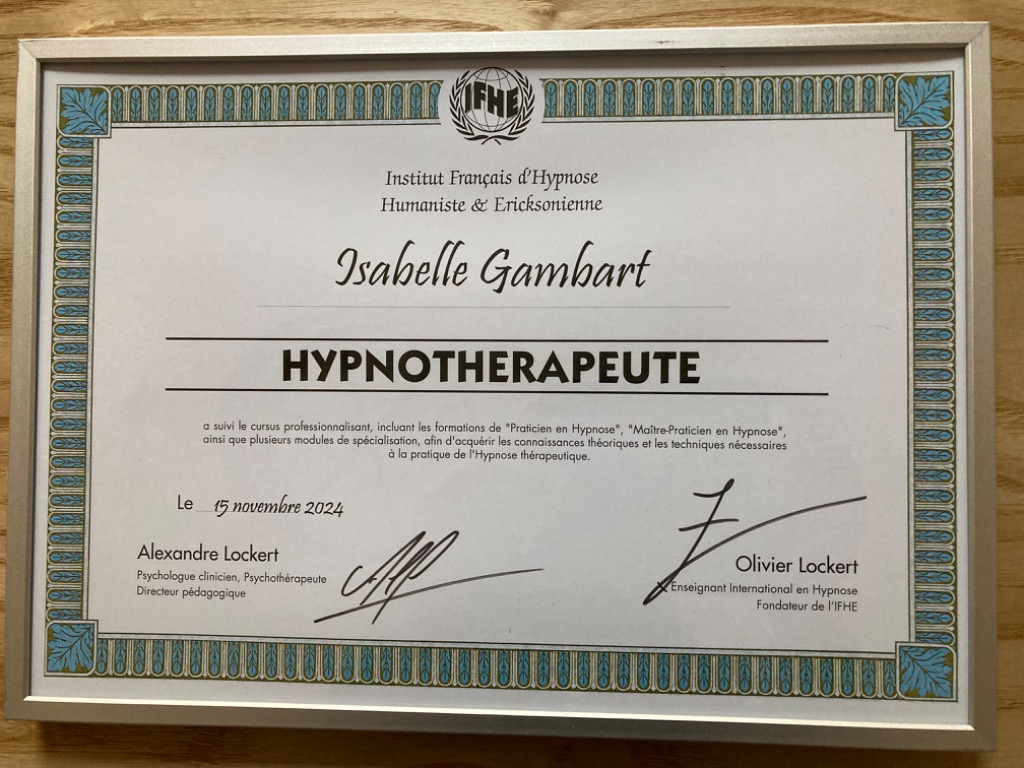 IFHE
Institut Français d'Hypnose
Humaniste & Ericksonienne
Isabelle Gambart
HYPNOTHERAPEUTE
a suivi le cursus professionnalisant, incluant les formations de "Praticien en Hypnose", "Maître-Praticien en Hypnose",
ainsi que plusieurs modules de spécialisation, afin d'acquérir les connaissances théoriques et les techniques nécessaires
à la pratique de l'Hypnose thérapeutique.
Le 15 novembre 2024
Alexandre Lockert
Psychologue clinicien, Psychothérapeute
Directeur pédagogique
Olivier Lockert
Enseignant International en Hypnose
Fondateur de l'IFHE